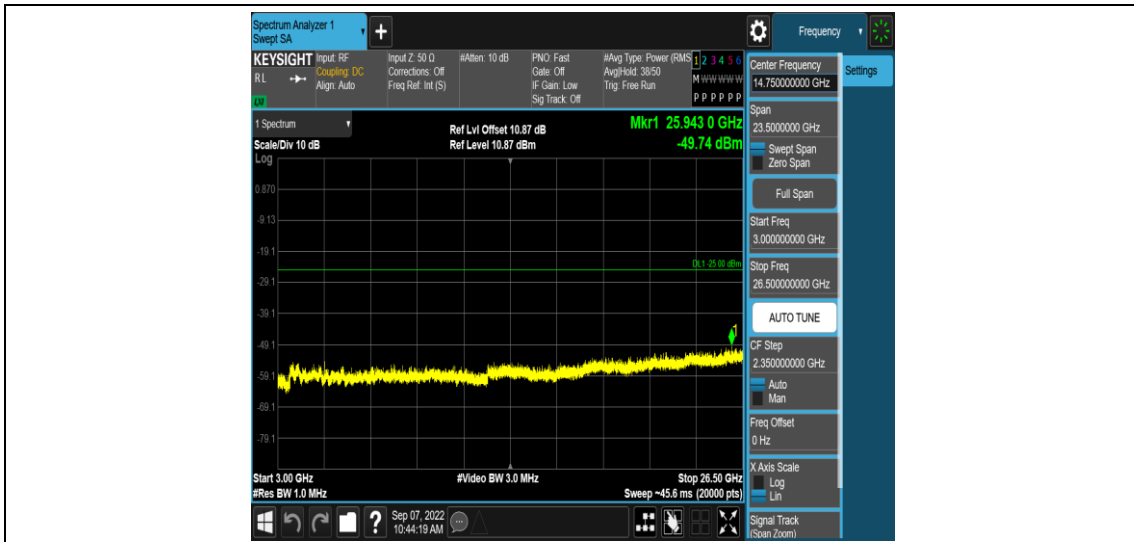 Spectrum Analyzer 1
Swept SA
+
Frequency
KEYSIGHT
RL
LM
Input: RF
Coupling: DC
Align: Auto
Input Z: 50 Ω
Corrections: Off
Freq Ref: Int (S)
#Atten: 10 dB
PNO: Fast
Gate: Off
IF Gain: Low
Sig Track: Off
#Avg Type: Power (RMS
Avg|Hold: 38/50
Trig: Free Run
1 2 3 4 5 6
M W W W W W
P P P P P P
Center Frequency
14.750000000 GHz
Settings
Span
23.5000000 GHz
Swept Span
Zero Span
Full Span
Start Freq
3.000000000 GHz
Stop Freq
26.500000000 GHz
AUTO TUNE
CF Step
2.350000000 GHz
Auto
Man
Freq Offset
0 Hz
X Axis Scale
Log
Lin
Signal Track
(Span Zoom)
1 Spectrum
Scale/Div 10 dB
Log
Ref Lvl Offset 10.87 dB
Ref Level 10.87 dBm
Mkr1 25.943 0 GHz
-49.74 dBm
0.870
-9.13
-19.1
DL1 -25.00 dBm
-29.1
-39.1
1
-49.1
-59.1
-69.1
-79.1
Start 3.00 GHz
#Video BW 3.0 MHz
Stop 26.50 GHz
#Res BW 1.0 MHz
Sweep ~45.6 ms (20000 pts)
?
Sep 07, 2022
10:44:19 AM